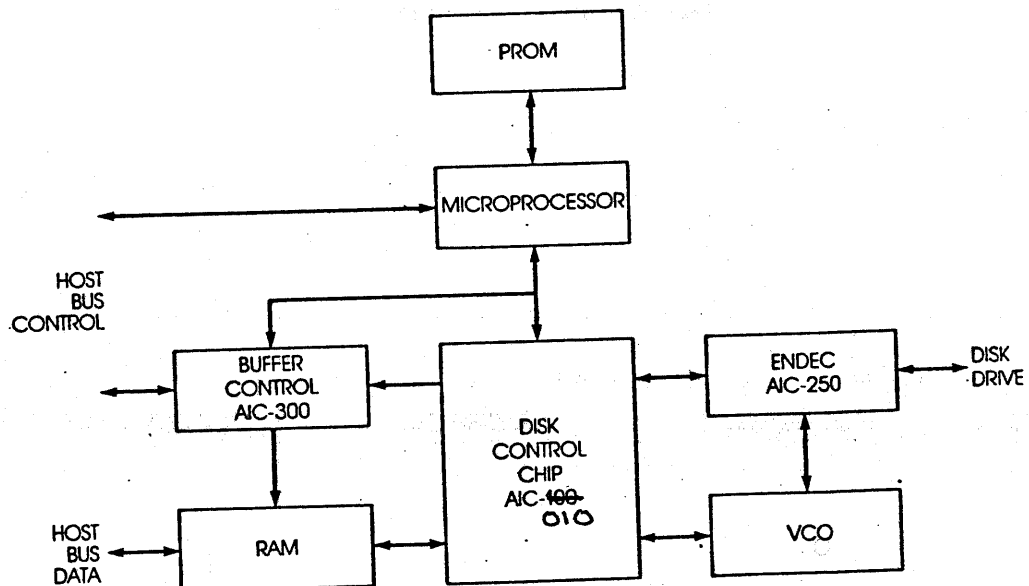 PROM
MICROPROCESSOR
HOST
BUS
CONTROL
BUFFER
CONTROL
AIC-300
DISK
CONTROL
CHIP
AIC-100
010
ENDEC
AIC-250
DISK
DRIVE
HOST
BUS
DATA
RAM
VCO